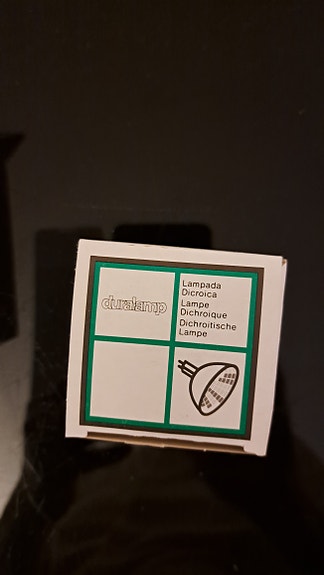 duralamp
Lampada
Dicroica
Lampe
Dichroique
Dichroitische
Lampe